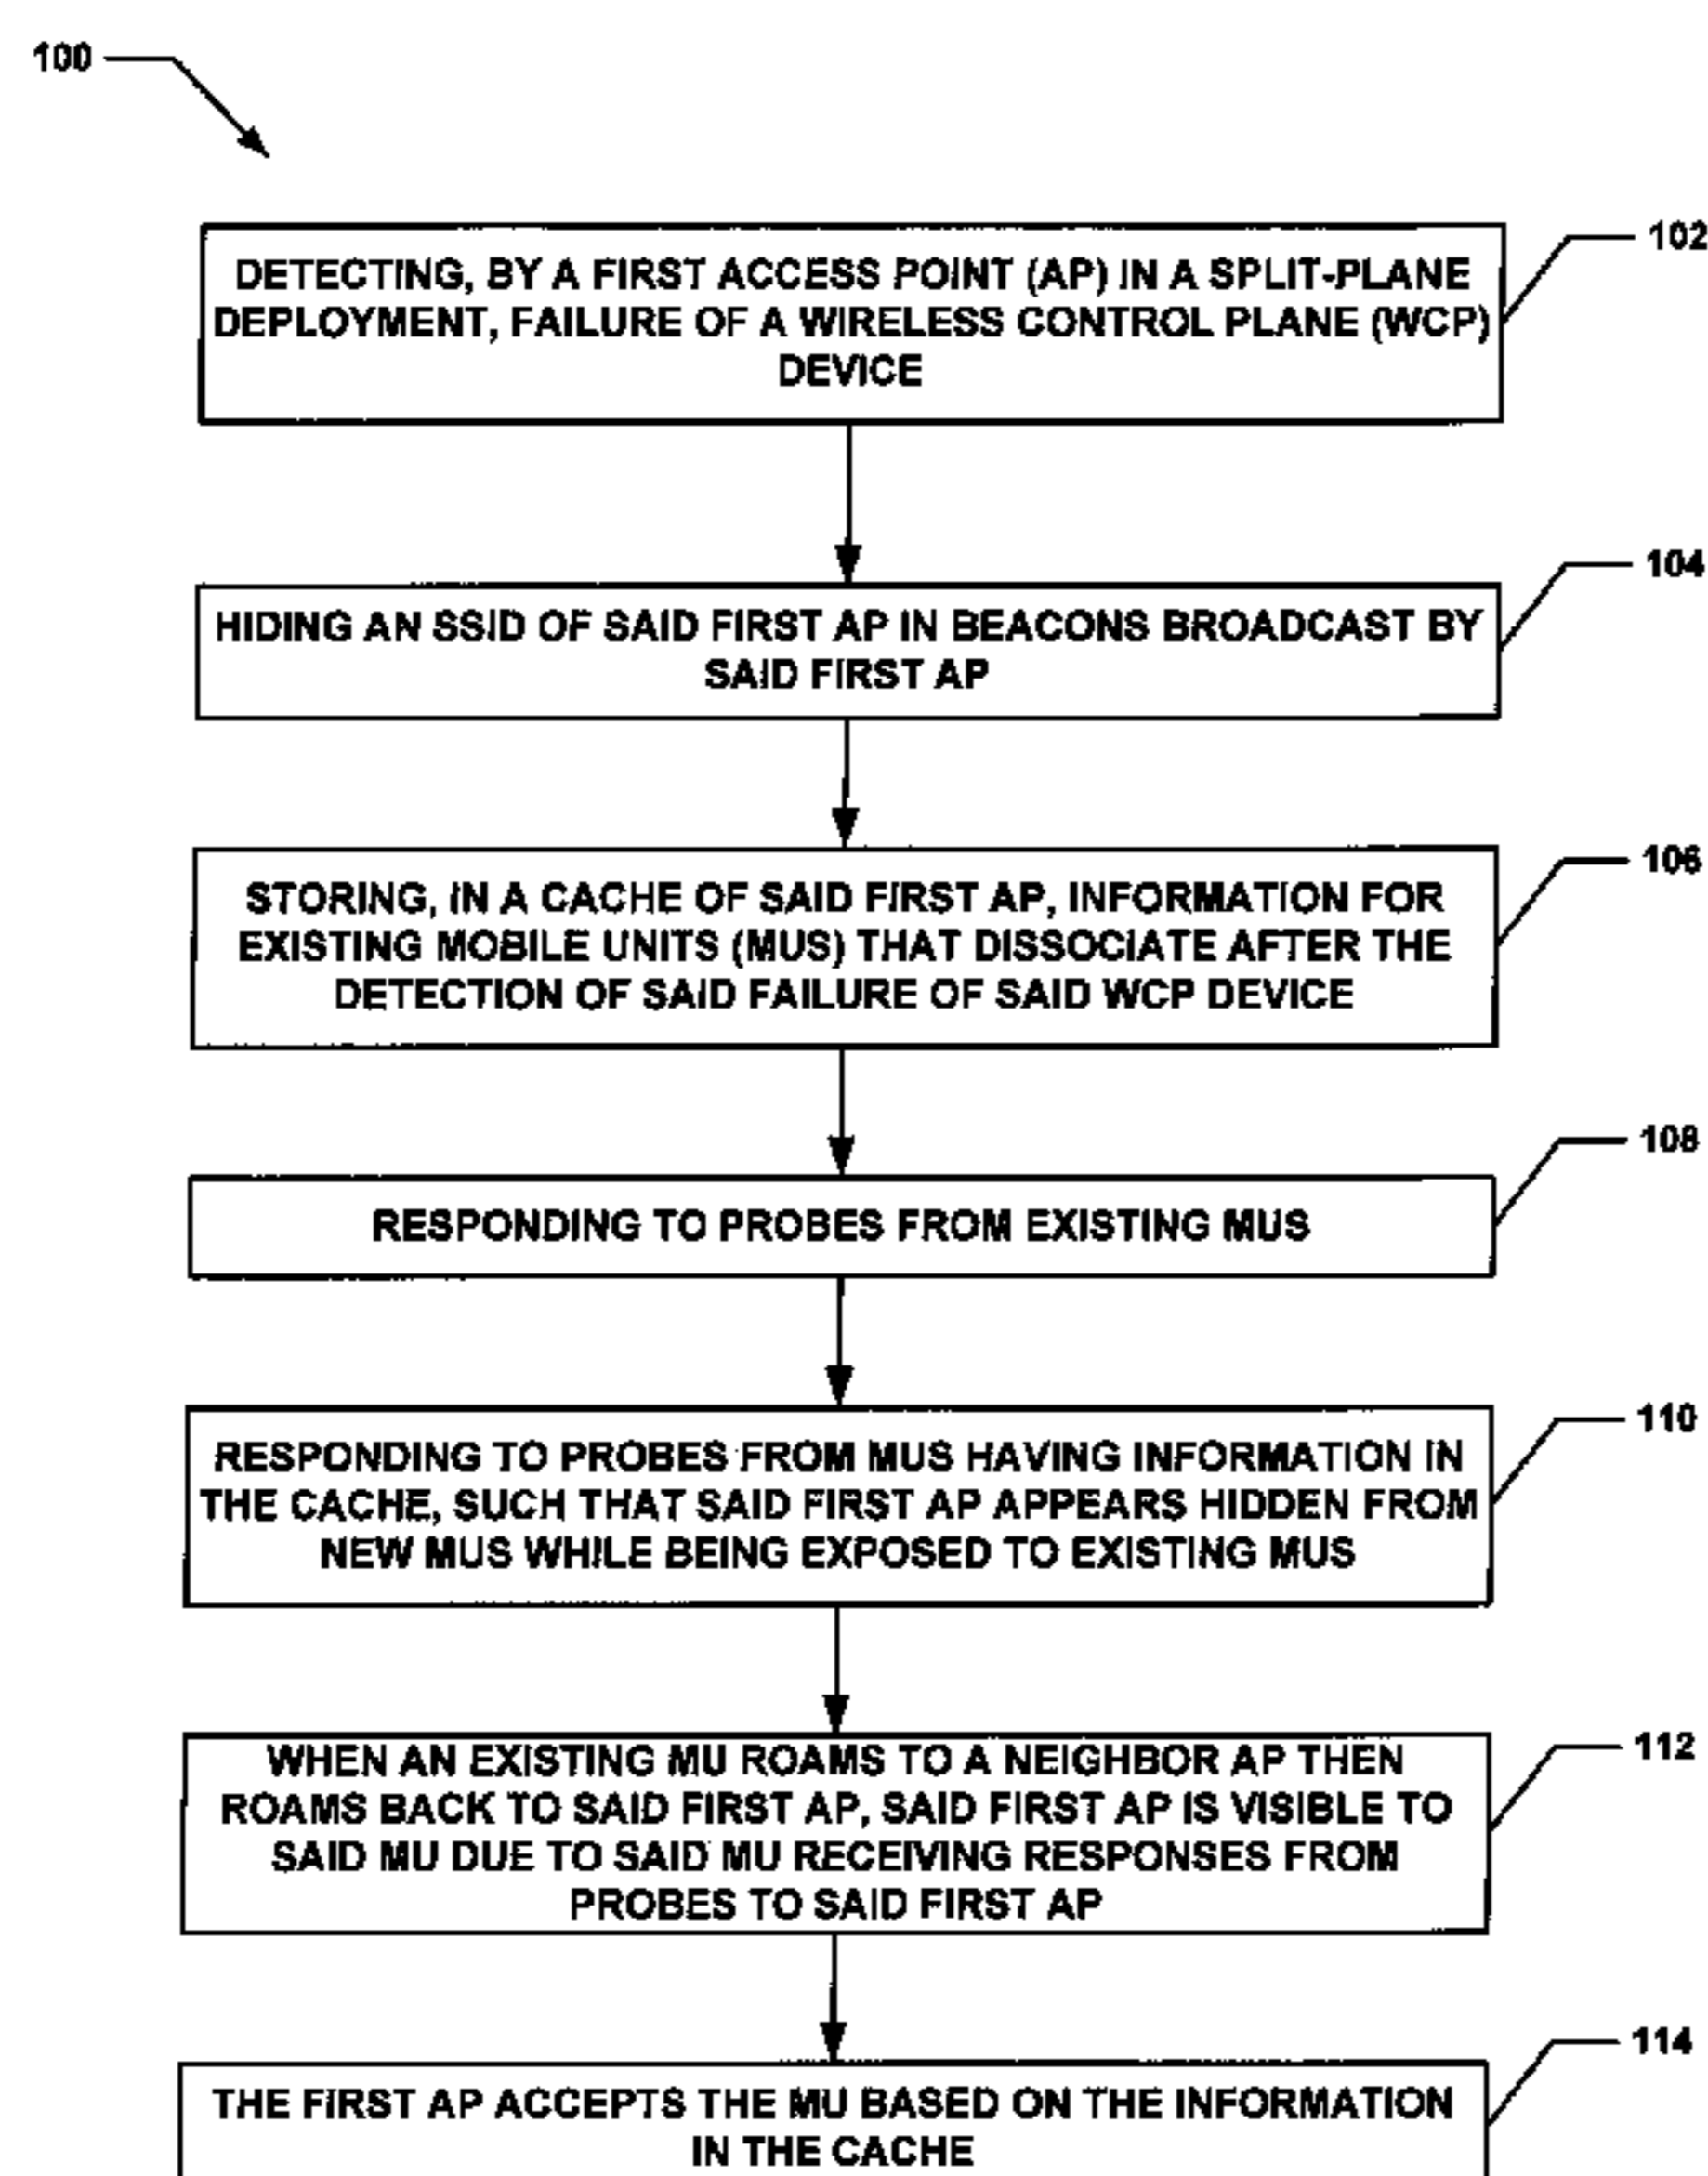 100
102
DETECTING, BY A FIRST ACCESS POINT (AP) IN A SPLIT-PLANE
DEPLOYMENT, FAILURE OF A WIRELESS CONTROL PLANE (WCP)
DEVICE
104
HIDING AN SSID OF SAID FIRST AP IN BEACONS BROADCAST BY
SAID FIRST AP
106
STORING, IN A CACHE OF SAID FIRST AP, INFORMATION FOR
EXISTING MOBILE UNITS (MUS) THAT DISSOCIATE AFTER THE
DETECTION OF SAID FAILURE OF SAID WCP DEVICE
108
RESPONDING TO PROBES FROM EXISTING MUS
110
RESPONDING TO PROBES FROM MUS HAVING INFORMATION IN
THE CACHE, SUCH THAT SAID FIRST AP APPEARS HIDDEN FROM
NEW MUS WHILE BEING EXPOSED TO EXISTING MUS
112
WHEN AN EXISTING MU ROAMS TO A NEIGHBOR AP THEN
ROAMS BACK TO SAID FIRST AP, SAID FIRST AP IS VISIBLE TO
SAID MU DUE TO SAID MU RECEIVING RESPONSES FROM
PROBES TO SAID FIRST AP
114
THE FIRST AP ACCEPTS THE MU BASED ON THE INFORMATION
IN THE CACHE